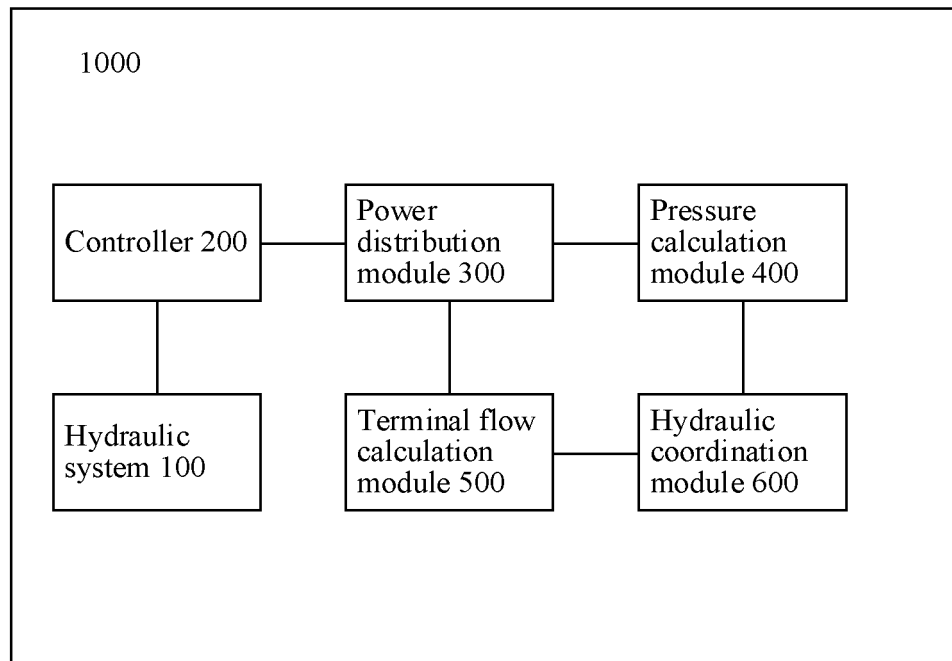 1000
Controller 200
Power
distribution
module 300
Pressure
calculation
module 400
Hydraulic
system 100
Terminal flow
calculation
module 500
Hydraulic
coordination
module 600